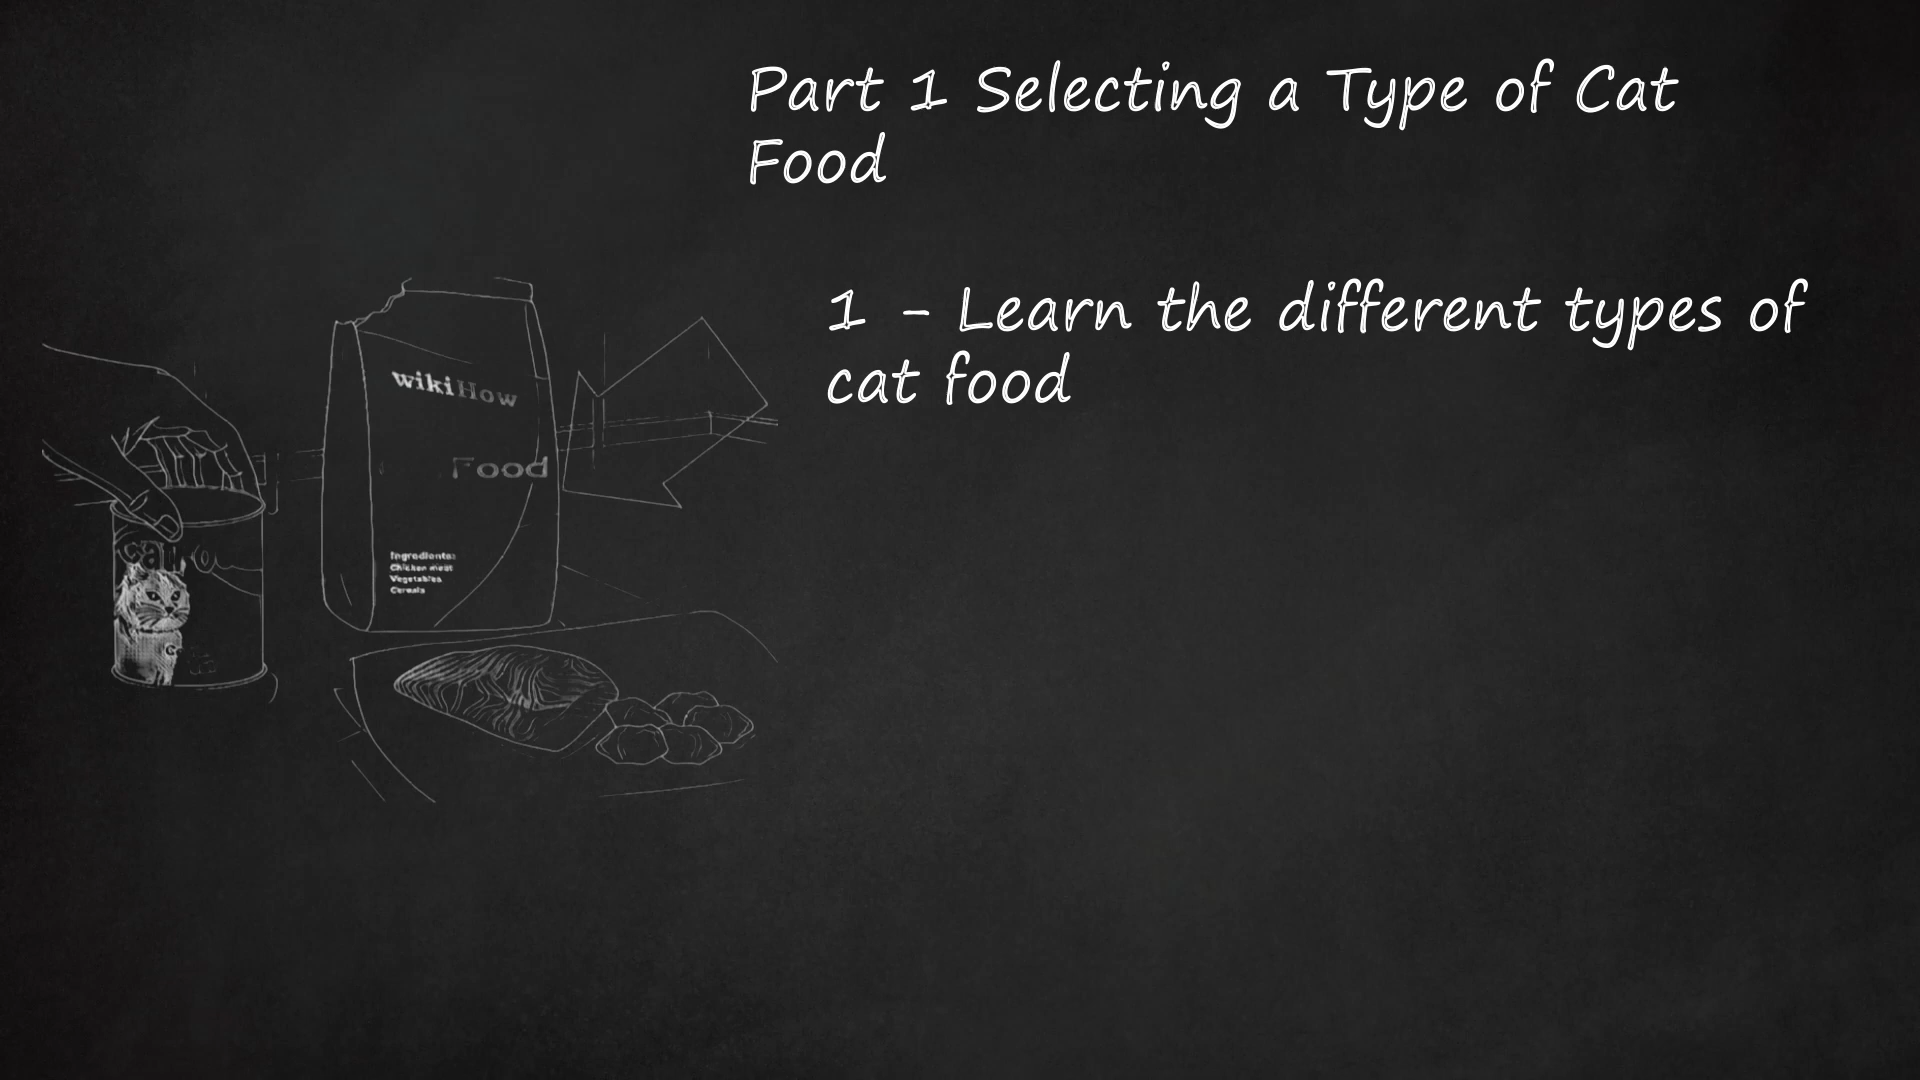 Part 1 Selecting a Type of Cat
Food
1 - Learn the different types of
cat food
wikiHow
Food
Ingredients:
Chicken meat
Vegetables
Cereals